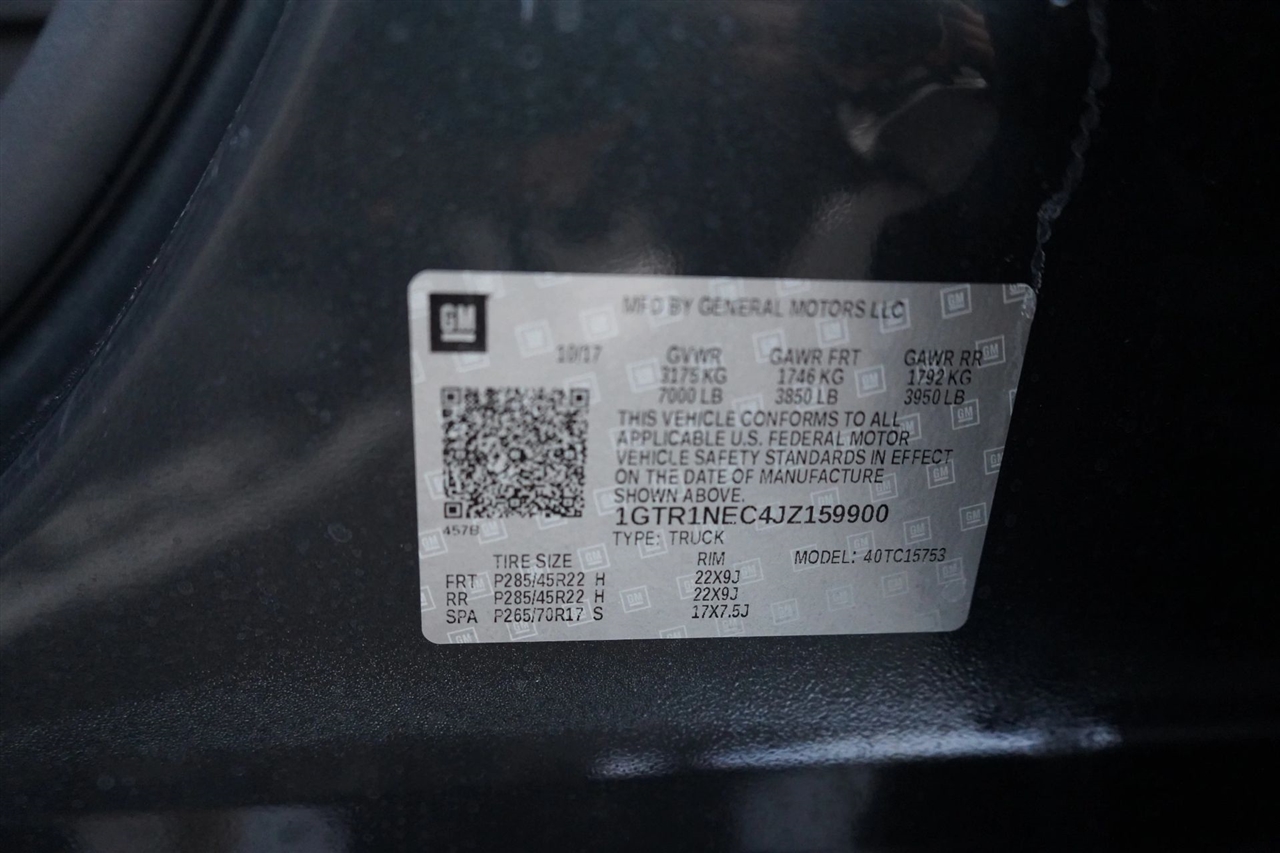 GM
MFD BY GENERAL MOTORS LLC
10/17 GVWR GAWR FRT GAWR RR
3175 KG 1746 KG 1792 KG
7000 LB 3850 LB 3950 LB
THIS VEHICLE CONFORMS TO ALL
APPLICABLE U.S. FEDERAL MOTOR
VEHICLE SAFETY STANDARDS IN EFFECT
ON THE DATE OF MANUFACTURE
SHOWN ABOVE.
1GTR1NEC4JZ159900
4578
TYPE: TRUCK
TIRE SIZE RIM MODEL: 40TC15753
FRT P285/45R22 H 22X9J
RR P285/45R22 H 22X9J
SPA P265/70R17 S 17X7.5J